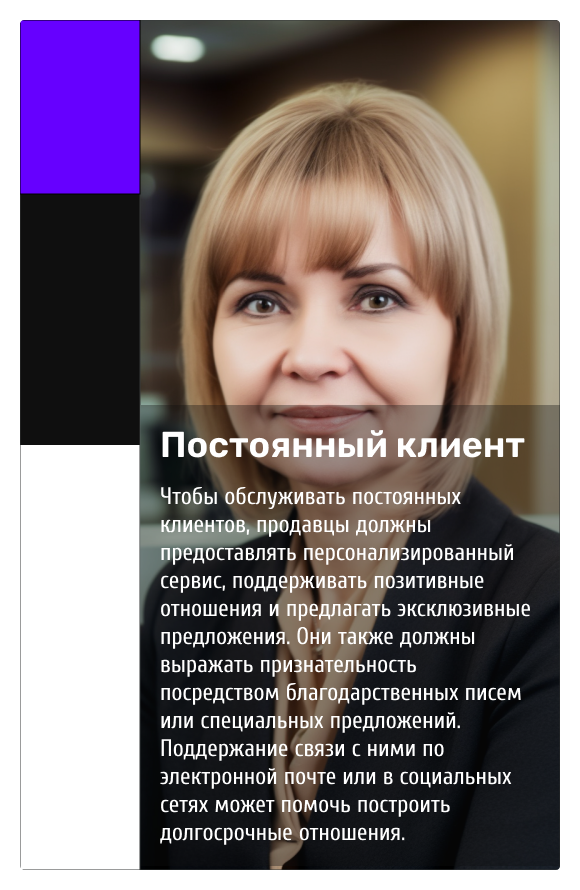 Постоянный клиент
Чтобы обслуживать постоянных
клиентов, продавцы должны
предоставлять персонализированный
сервис, поддерживать позитивные
отношения и предлагать эксклюзивные
предложения. Они также должны
выражать признательность
посредством благодарственных писем
или специальных предложений.
Поддержание связи с ними по
электронной почте или в социальных
сетях может помочь построить
долгосрочные отношения.